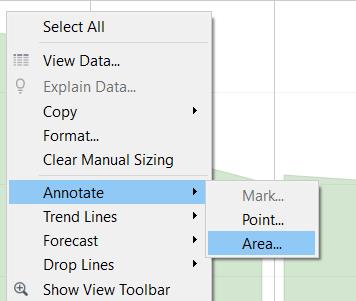 Select All
View Data...
Explain Data...
Copy
Format...
Clear Manual Sizing
Annotate
Trend Lines
Forecast
Drop Lines
Show View Toolbar
Mark...
Point...
Area...